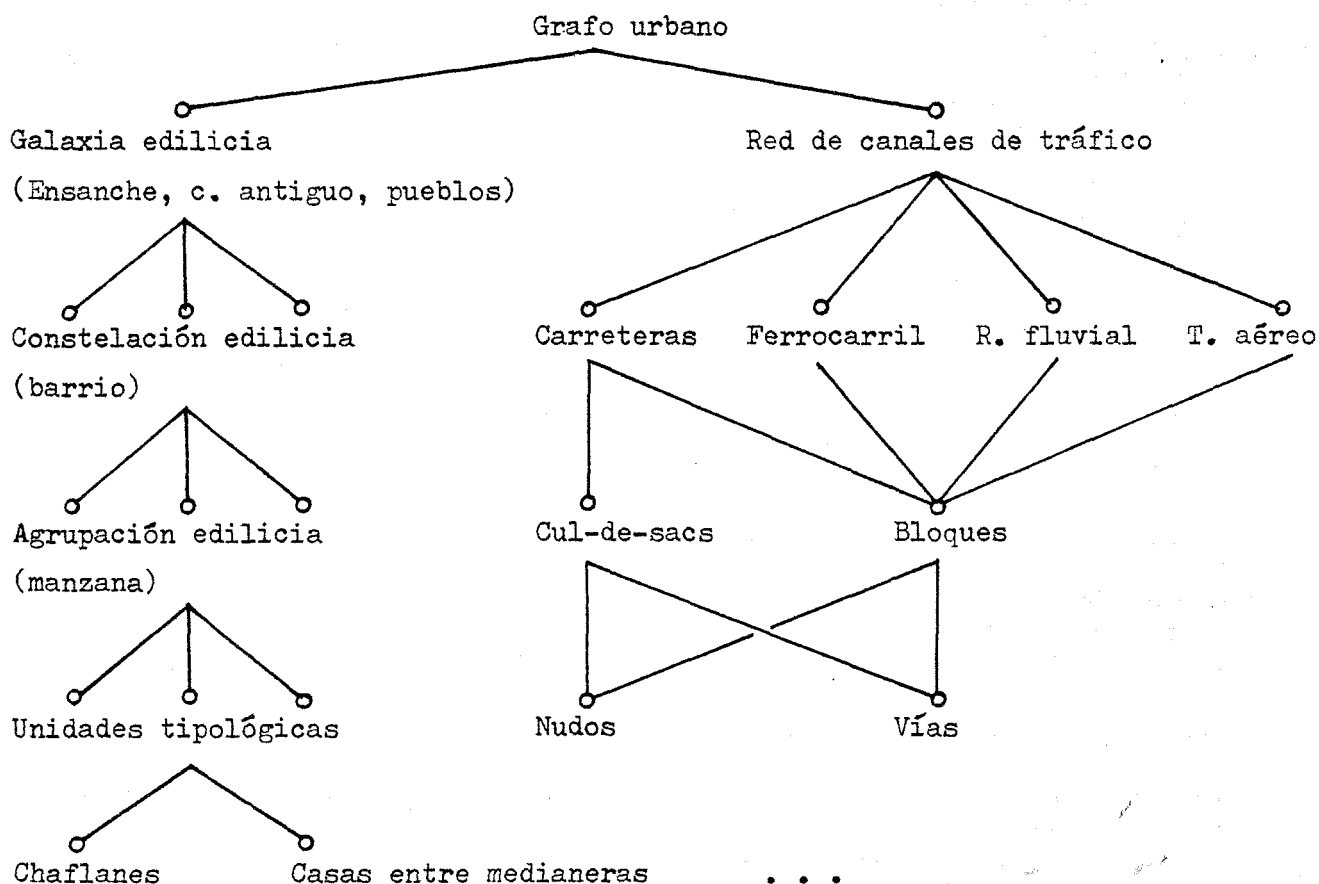 Grafo urbano
Galaxia edilicia
Red de canales de tráfico
(Ensanche, c. antiguo, pueblos)
Constelación edilicia
Carreteras
Ferrocarril
R. fluvial
T. aéreo
(barrio)
Agrupación edilicia
Cul-de-sacs
Bloques
(manzana)
Unidades tipológicas
Nudos
Vías
Chaflanes
Casas entre medianeras
. . .